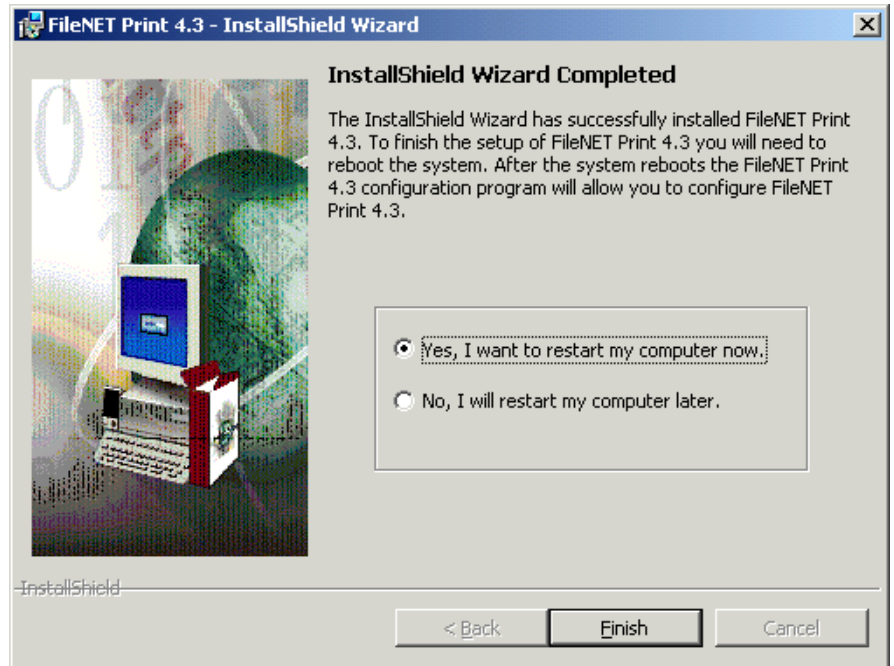 FileNET Print 4.3 - InstallShield Wizard
InstallShield Wizard Completed
The InstallShield Wizard has successfully installed FileNET Print
4.3. To finish the setup of FileNET Print 4.3 you will need to
reboot the system. After the system reboots the FileNET Print
4.3 configuration program will allow you to configure FileNET
Print 4.3.
Yes, I want to restart my computer now.
No, I will restart my computer later.
InstallShield
< Back Finish Cancel